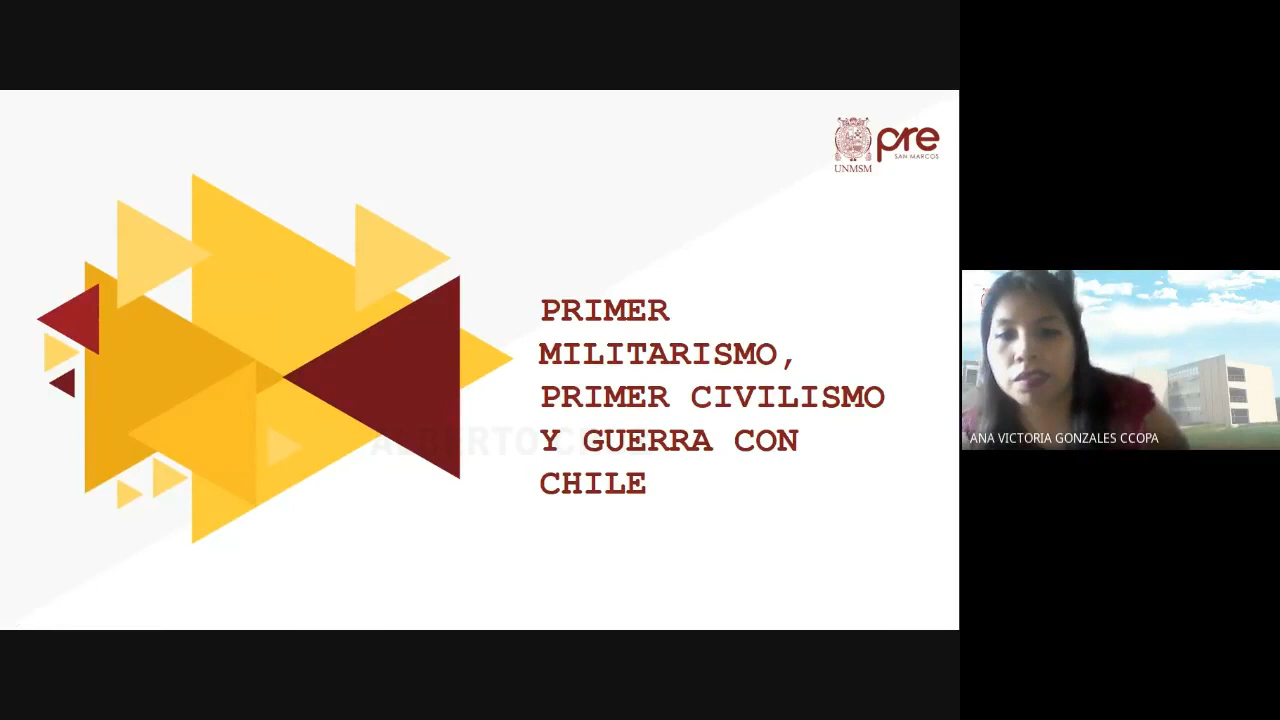 UNMSM
pre
SAN MARCOS
PRIMER
MILITARISMO,
PRIMER CIVILISMO
Y GUERRA CON
CHILE
ANA VICTORIA GONZALES CCOPA